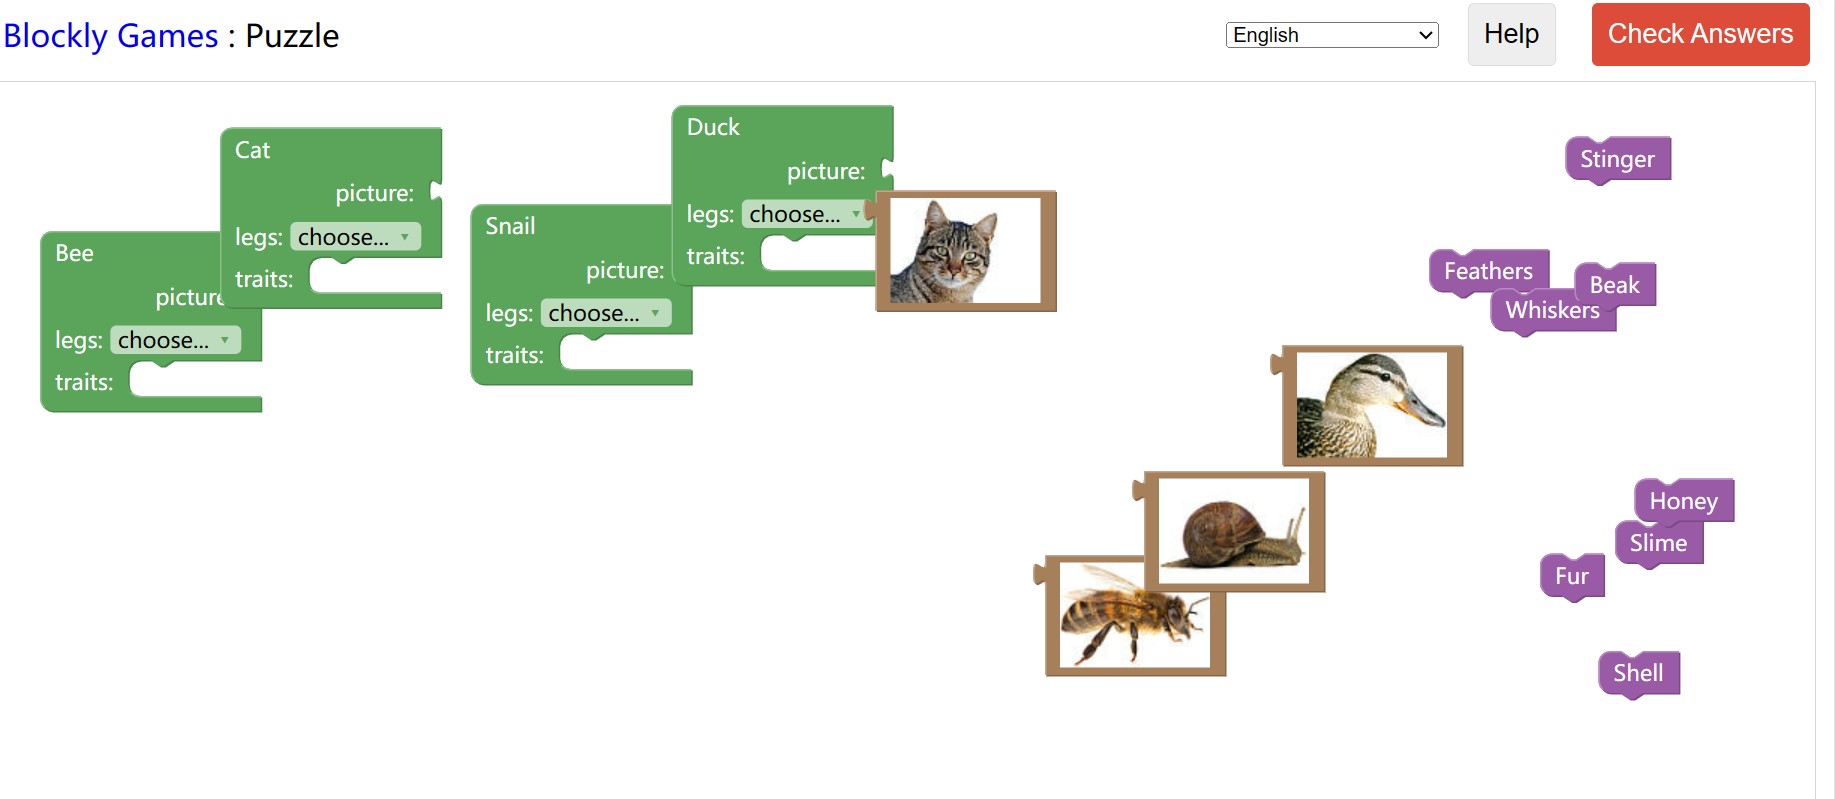 Blockly Games : Puzzle
English
Help
Check Answers
Bee
picture
legs: choose...
traits:
Cat
picture:
legs: choose...
traits:
Snail
picture:
legs: choose...
traits:
Duck
picture:
legs: choose...
traits:
Stinger
Feathers
Beak
Whiskers
Honey
Slime
Fur
Shell